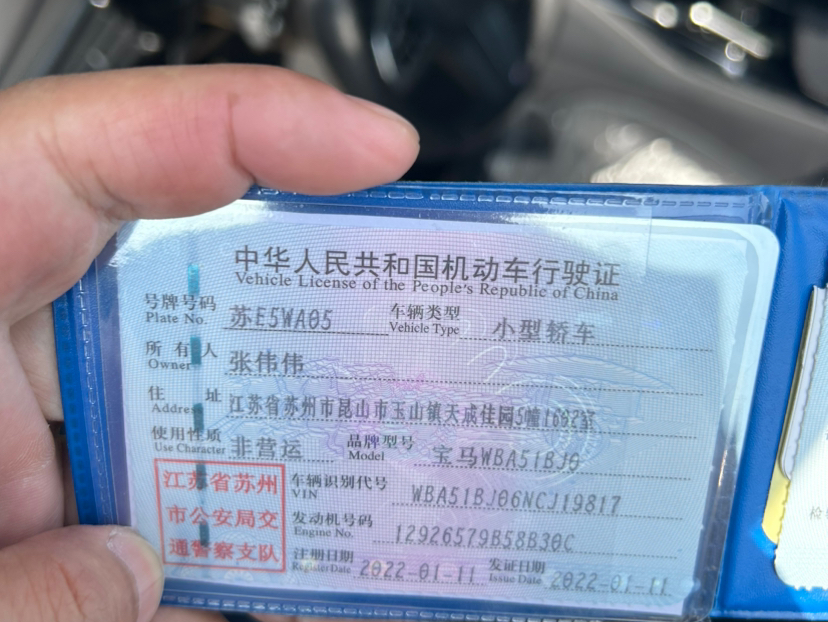 中华人民共和国机动车行驶证
Vehicle License of the People's Republic of China
号牌号码 苏E5WA05 车辆类型 小型轿车
Plate No. Vehicle Type
所有人 张伟伟
Owner
住址 江苏省苏州市昆山市玉山镇天成佳园5幢1602室
Address
使用性质 非营运 品牌型号 宝马WBA51BJ0
Use Character Model
江苏省苏州
市公安局交
通警察支队
车辆识别代号 WBA51BJ06NCJ19817
VIN
发动机号码 12926579B58B30C
Engine No.
注册日期 2022-01-11 发证日期 2022-01-11
Register Date Issue Date
检